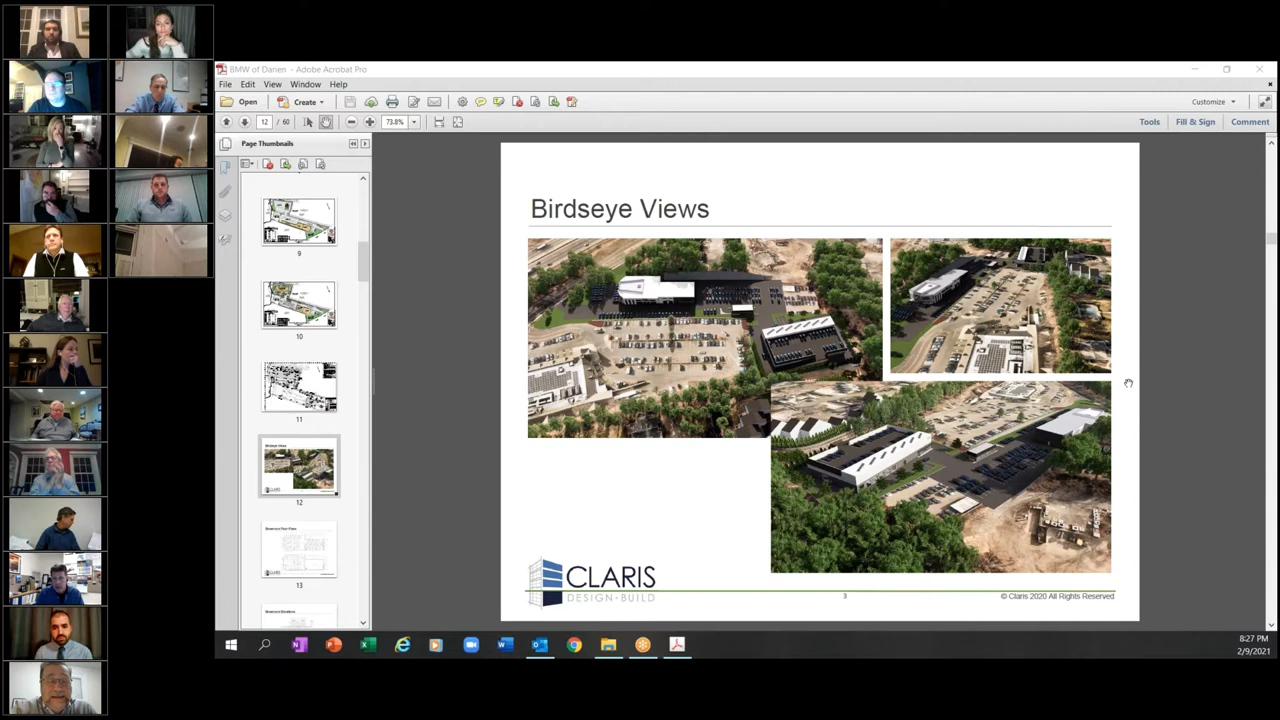 BMW of Darien - Adobe Acrobat Pro
File Edit View Window Help
Open Create Customize
12 / 60 73.8% Tools Fill & Sign Comment
Page Thumbnails
9
10
11
Birdseye Views
12
13
Birdseye Views
CLARIS
DESIGN·BUILD
3
© Claris 2020 All Rights Reserved
8:27 PM
2/9/2021